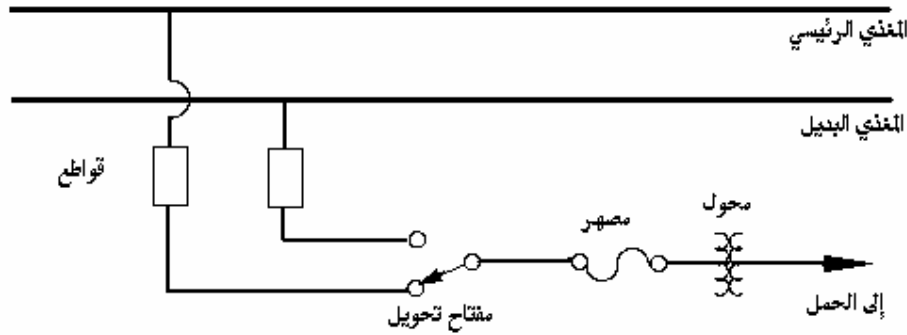 المغذي الرئيسي
المغذي البديل
قواطع
محول
مصهر
إلى الحمل
مفتاح تحويل